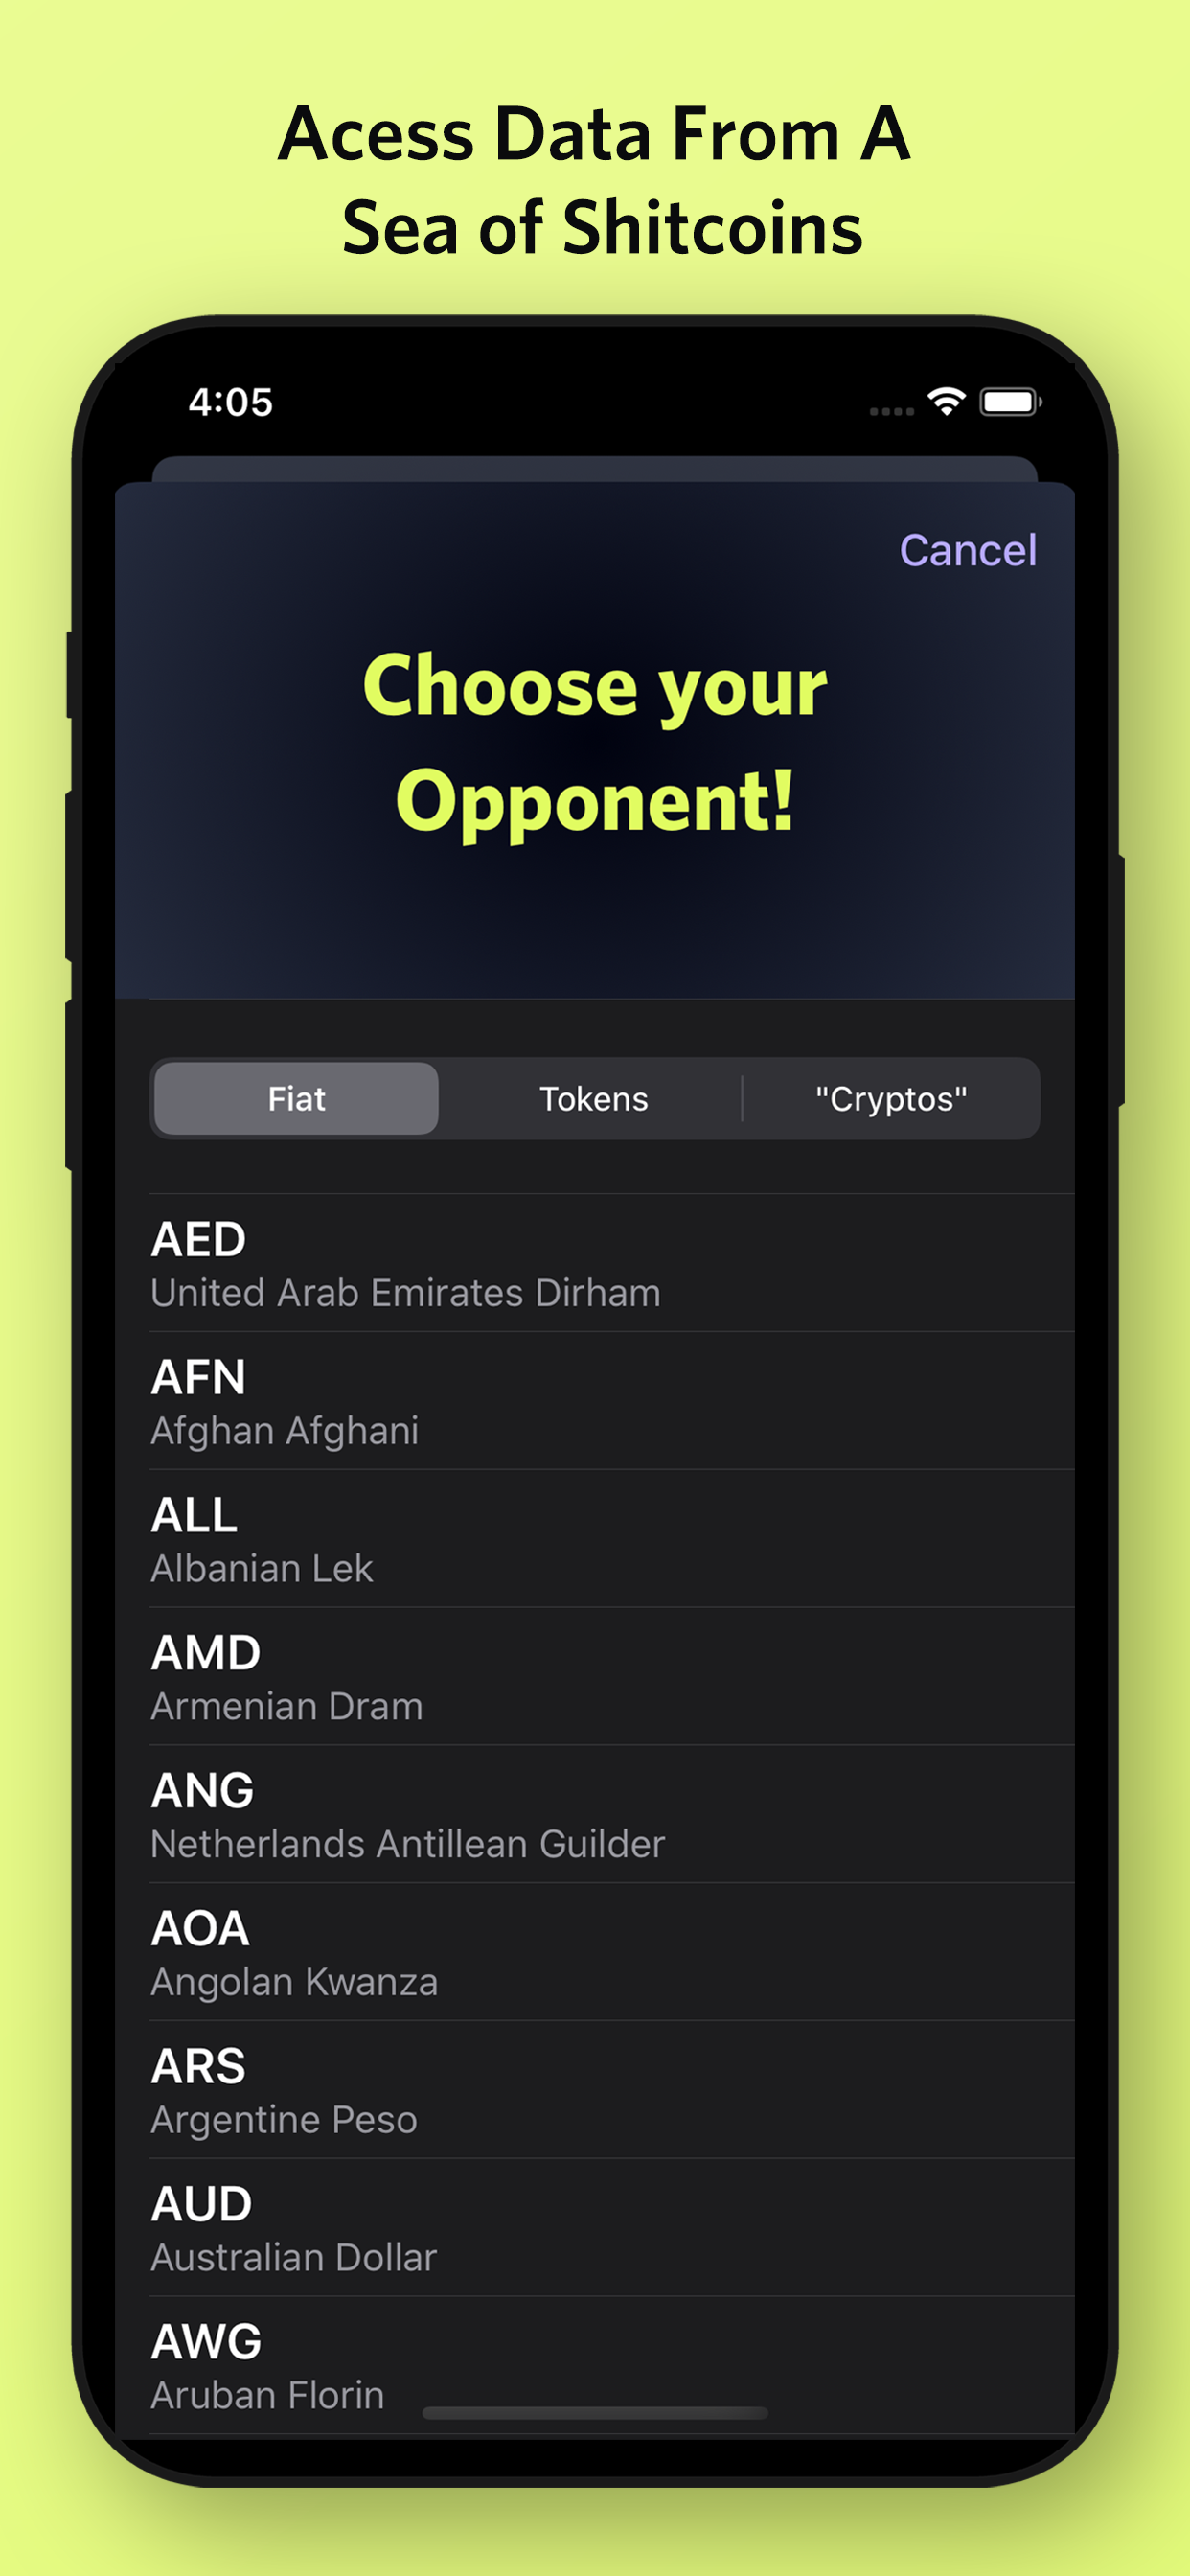 Acess Data From A
Sea of Shitcoins
4:05
Cancel
Choose your
Opponent!
Fiat Tokens "Cryptos"
AED
United Arab Emirates Dirham
AFN
Afghan Afghani
ALL
Albanian Lek
AMD
Armenian Dram
ANG
Netherlands Antillean Guilder
AOA
Angolan Kwanza
ARS
Argentine Peso
AUD
Australian Dollar
AWG
Aruban Florin